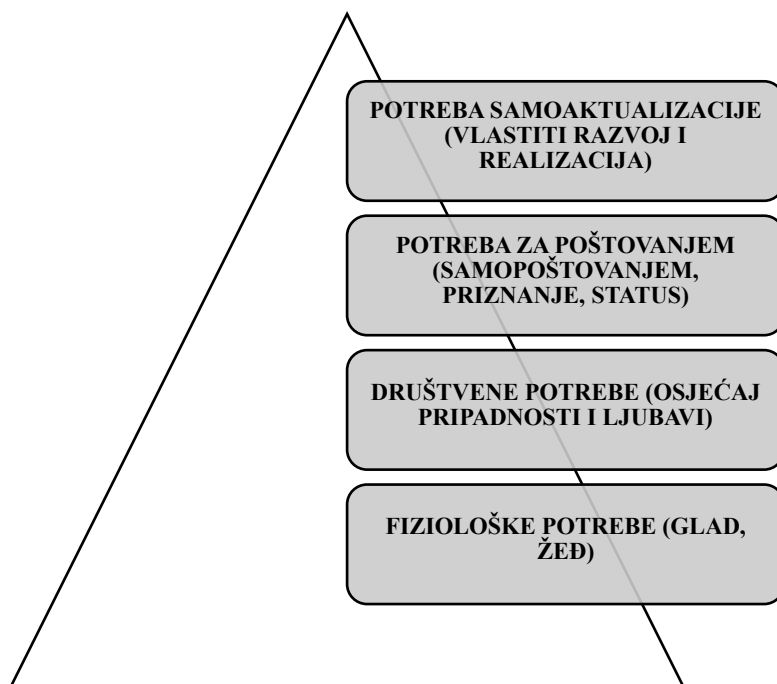 POTREBA SAMOAKTUALIZACIJE
(VLASTITI RAZVOJ I
REALIZACIJA)
POTREBA ZA POŠTOVANJEM
(SAMOPOŠTOVANJEM,
PRIZNANJE, STATUS)
DRUŠTVENE POTREBE (OSJEĆAJ
PRIPADNOSTI I LJUBAVI)
FIZIOLOŠKE POTREBE (GLAD,
ŽEĐ)